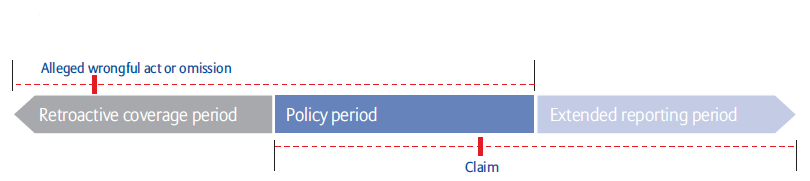 Alleged wrongful act or omission
Retroactive coverage period
Policy period
Extended reporting period
Claim